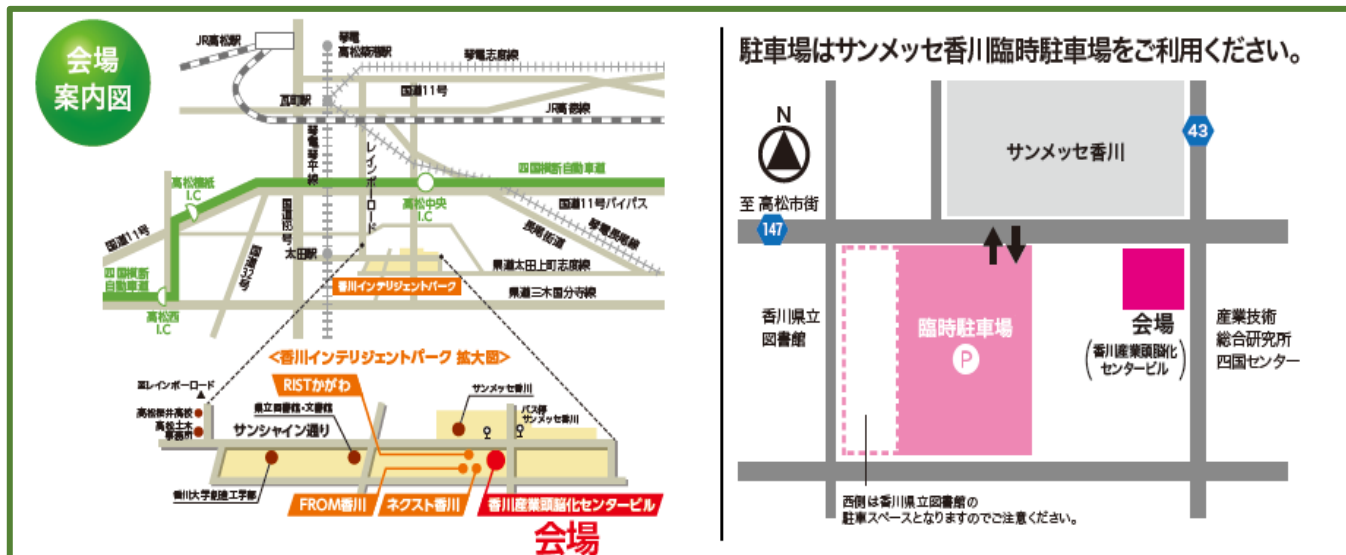 会場
案内図
JR高松駅
琴電
高松築港駅
琴電志度線
国道11号
瓦町駅
JR高徳線
琴電琴平線
レインボーロード
四国横断自動車道
高松檀紙
I.C
高松中央
I.C
国道11号バイパス
国道193号
長尾街道
琴電長尾線
国道11号
国道32号
太田駅
四国横断
自動車道
県道太田上町志度線
香川インテリジェントパーク
県道三木国分寺線
高松西
I.C
<香川インテリジェントパーク 拡大図>
至レインボーロード
RISTかがわ
サンメッセ香川
高松桜井高校
県立図書館・文書館
バス停
サンメッセ香川
高松土木
事務所
サンシャイン通り
香川大学創造工学部
FROM香川
ネクスト香川
香川産業頭脳化センタービル
会場
駐車場はサンメッセ香川臨時駐車場をご利用ください。
N
43
サンメッセ香川
至 高松市街
147
香川県立
図書館
臨時駐車場
P
会場
(香川産業頭脳化
センタービル)
産業技術
総合研究所
四国センター
西側は香川県立図書館の
駐車スペースとなりますのでご注意ください。